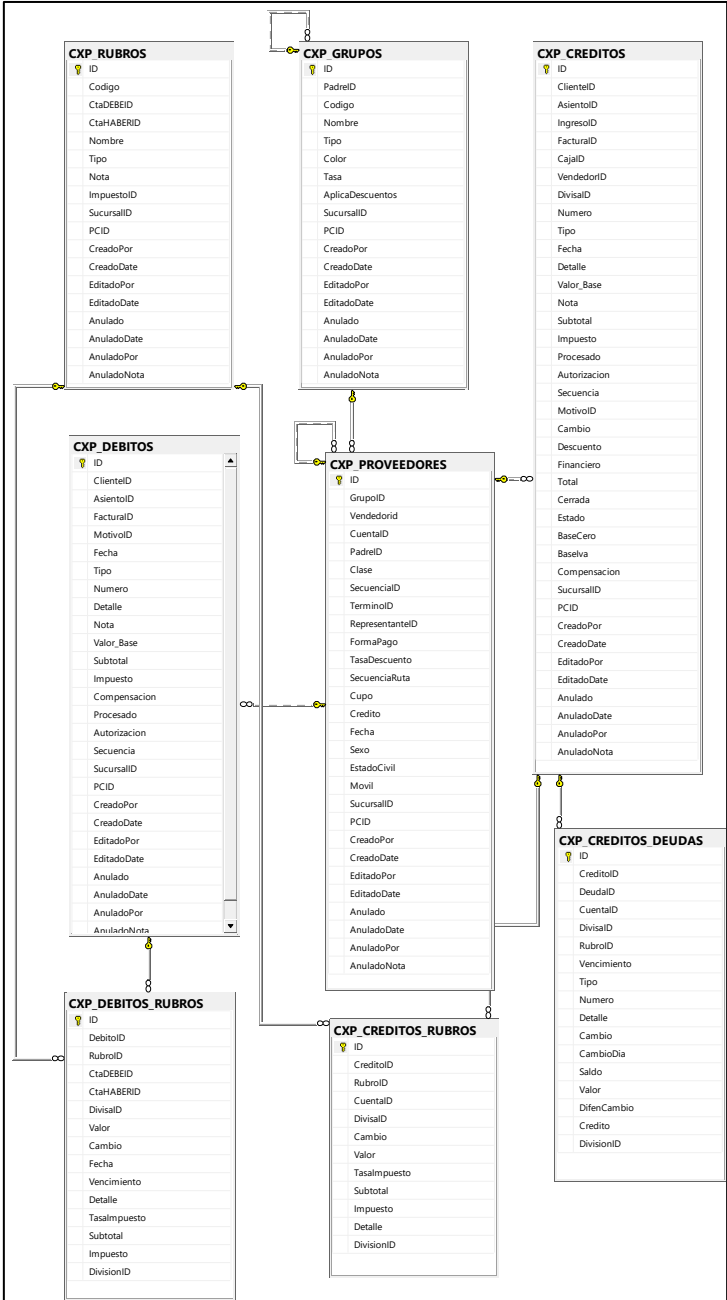 CXP_RUBROS
ID
Codigo
CtaDEBEID
CtaHABERID
Nombre
Tipo
Nota
ImpuestoID
SucursalID
PCID
CreadoPor
CreadoDate
EditadoPor
EditadoDate
Anulado
AnuladoDate
AnuladoPor
AnuladoNota
CXP_GRUPOS
ID
PadreID
Codigo
Nombre
Tipo
Color
Tasa
AplicaDescuentos
SucursalID
PCID
CreadoPor
CreadoDate
EditadoPor
EditadoDate
Anulado
AnuladoDate
AnuladoPor
AnuladoNota
CXP_CREDITOS
ID
ClienteID
AsientoID
IngresoID
FacturaID
CajaID
VendedorID
DivisaID
Numero
Tipo
Fecha
Detalle
Valor_Base
Nota
Subtotal
Impuesto
Procesado
Autorizacion
Secuencia
MotivoID
Cambio
Descuento
Financiero
Total
Cerrada
Estado
BaseCero
BaseIva
Compensacion
SucursalID
PCID
CreadoPor
CreadoDate
EditadoPor
EditadoDate
Anulado
AnuladoDate
AnuladoPor
AnuladoNota
CXP_DEBITOS
ID
ClienteID
AsientoID
FacturaID
MotivoID
Fecha
Tipo
Numero
Detalle
Nota
Valor_Base
Subtotal
Impuesto
Compensacion
Procesado
Autorizacion
Secuencia
SucursalID
PCID
CreadoPor
CreadoDate
EditadoPor
EditadoDate
Anulado
AnuladoDate
AnuladoPor
AnuladoNota
CXP_PROVEEDORES
ID
GrupoID
Vendedorid
CuentaID
PadreID
Clase
SecuenciaID
TerminoID
RepresentanteID
FormaPago
TasaDescuento
SecuenciaRuta
Cupo
Credito
Fecha
Sexo
EstadoCivil
Movil
SucursalID
PCID
CreadoPor
CreadoDate
EditadoPor
EditadoDate
Anulado
AnuladoDate
AnuladoPor
AnuladoNota
CXP_CREDITOS_DEUDAS
ID
CreditoID
DeudaID
CuentaID
DivisaID
RubroID
Vencimiento
Tipo
Numero
Detalle
Cambio
CambioDia
Saldo
Valor
DifenCambio
Credito
DivisionID
CXP_DEBITOS_RUBROS
ID
DebitoID
RubroID
CtaDEBEID
CtaHABERID
DivisaID
Valor
Cambio
Fecha
Vencimiento
Detalle
TasaImpuesto
Subtotal
Impuesto
DivisionID
CXP_CREDITOS_RUBROS
ID
CreditoID
RubroID
CuentaID
DivisaID
Cambio
Valor
TasaImpuesto
Subtotal
Impuesto
Detalle
DivisionID